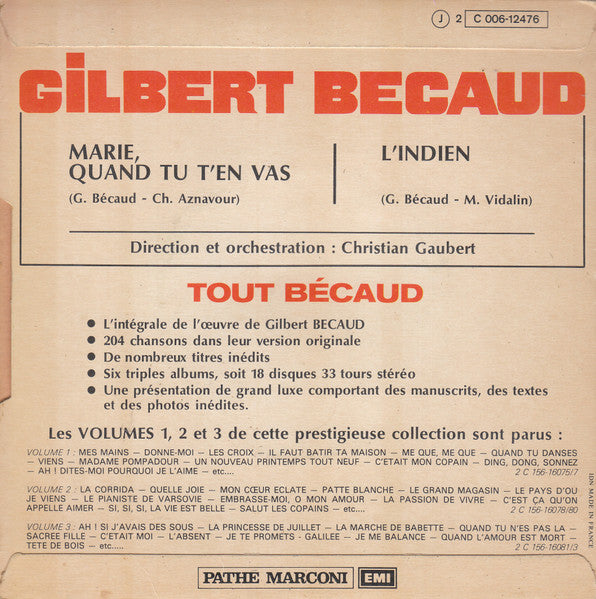 J 2 C 006-12476
GiLBERT BECAUD
MARIE,
QUAND TU T'EN VAS
(G. Bécaud - Ch. Aznavour)
L'INDIEN
(G. Bécaud - M. Vidalin)
Direction et orchestration : Christian Gaubert
TOUT BÉCAUD
● L'intégrale de l'œuvre de Gilbert BECAUD
● 204 chansons dans leur version originale
● De nombreux titres inédits
● Six triples albums, soit 18 disques 33 tours stéréo
● Une présentation de grand luxe comportant des manuscrits, des textes
et des photos inédites.
Les VOLUMES 1, 2 et 3 de cette prestigieuse collection sont parus :
VOLUME 1 : MES MAINS — DONNE-MOI — LES CROIX — IL FAUT BATIR TA MAISON — ME QUE, ME QUE — QUAND TU DANSES
— VIENS — MADAME POMPADOUR — UN NOUVEAU PRINTEMPS TOUT NEUF — C'ETAIT MON COPAIN — DING, DONG, SONNEZ
— AH ! DITES-MOI POURQUOI JE L'AIME — etc.... 2 C 156-16075/7
VOLUME 2 : LA CORRIDA — QUELLE JOIE — MON CŒUR ECLATE — PATTE BLANCHE — LE GRAND MAGASIN — LE PAYS D'OU
JE VIENS — LE PIANISTE DE VARSOVIE — EMBRASSE-MOI, O MON AMOUR — LA PASSION DE VIVRE — C'EST ÇA QU'ON
APPELLE AIMER — SI, SI, SI, LA VIE EST BELLE — SALUT LES COPAINS — etc.... 2 C 156-16078/80
VOLUME 3 : AH ! SI J'AVAIS DES SOUS — LA PRINCESSE DE JUILLET — LA MARCHE DE BABETTE — QUAND TU N'ES PAS LA —
SACREE FILLE — C'ETAIT MOI — L'ABSENT — JE TE PROMETS - GALILEE — JE ME BALANCE — QUAND L'AMOUR EST MORT —
TETE DE BOIS — etc..... 2 C 156-16081/3
IDN MADE IN FRANCE
PATHE MARCONI EMI